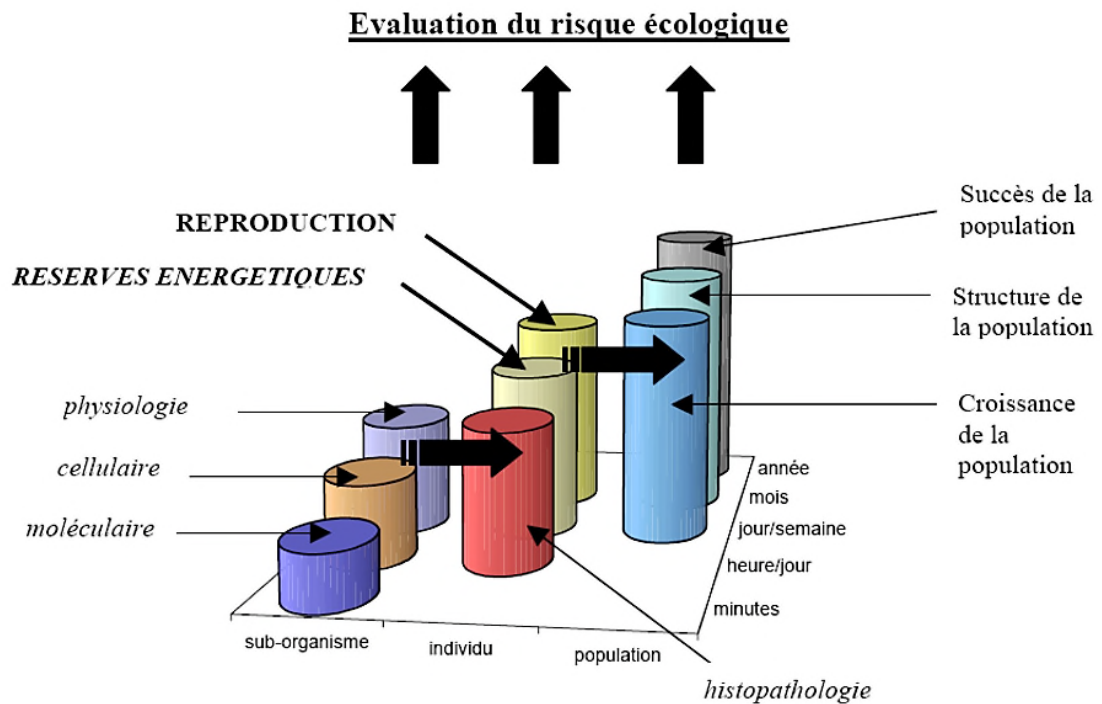 Evaluation du risque écologique
REPRODUCTION
RESERVES ENERGETIQUES
physiologie
cellulaire
moléculaire
Succès de la
population
Structure de
la population
Croissance
de la
population
année
mois
jour/semaine
heure/jour
minutes
sub-organisme
individu
population
histopathologie